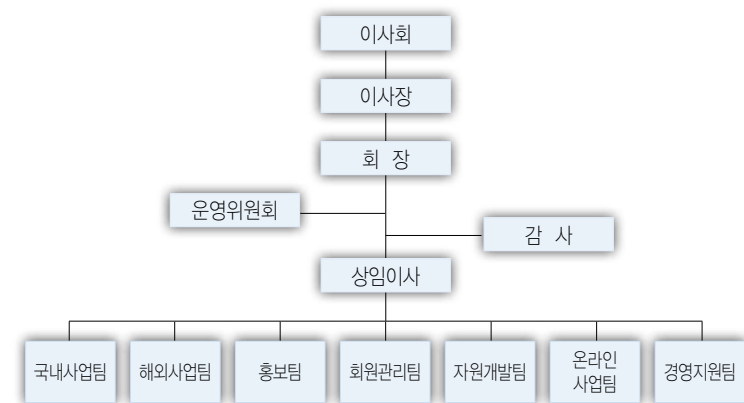 이사회
이사장
회 장
운영위원회
감 사
상임이사
국내사업팀
해외사업팀
홍보팀
회원관리팀
자원개발팀
온라인
사업팀
경영지원팀